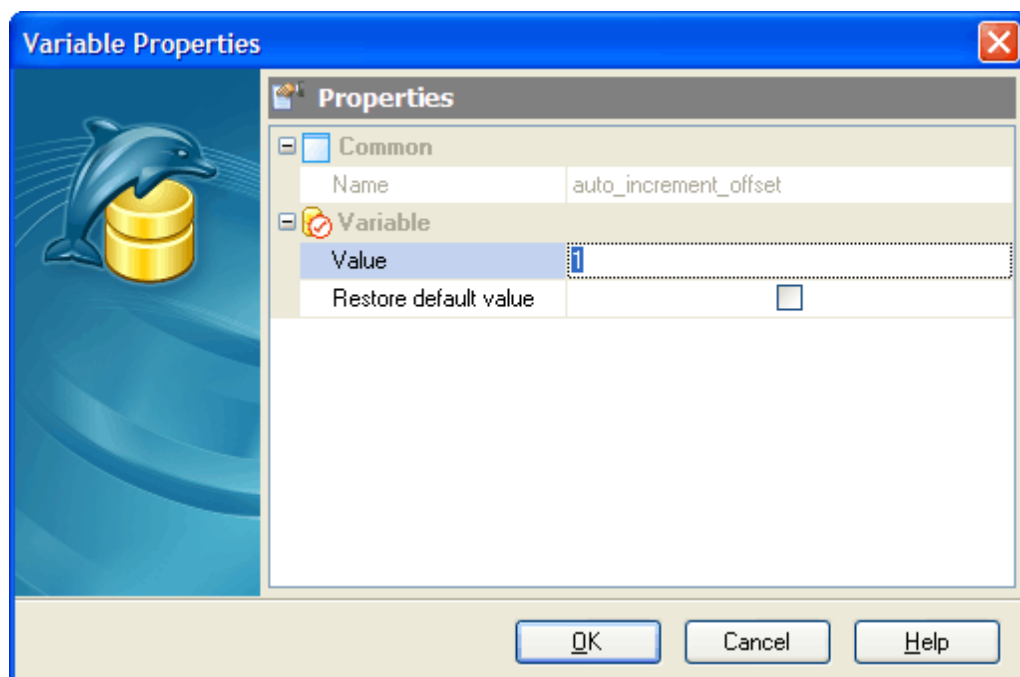 Variable Properties
Properties
Common
Name auto_increment_offset
Variable
Value 1
Restore default value
OK Cancel Help